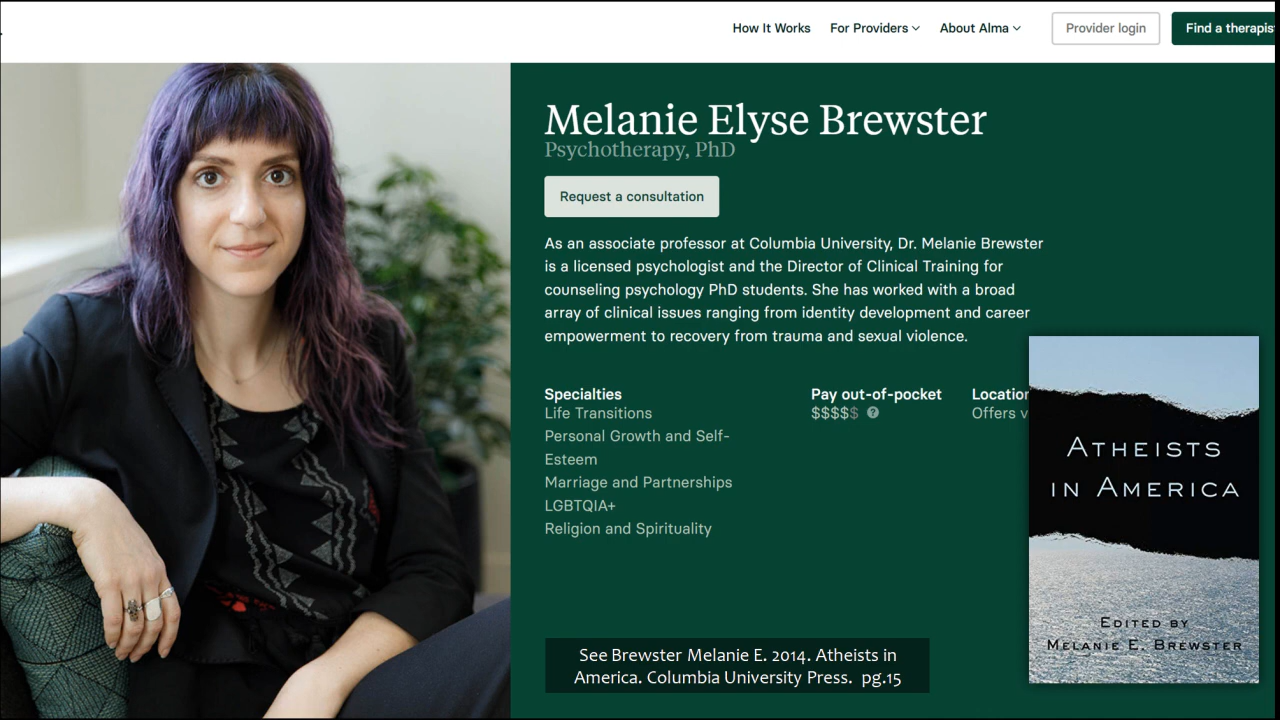 How It Works
For Providers
About Alma
Provider login
Find a therapis
Melanie Elyse Brewster
Psychotherapy, PhD
Request a consultation
As an associate professor at Columbia University, Dr. Melanie Brewster
is a licensed psychologist and the Director of Clinical Training for
counseling psychology PhD students. She has worked with a broad
array of clinical issues ranging from identity development and career
empowerment to recovery from trauma and sexual violence.
Specialties
Life Transitions
Personal Growth and Self-
Esteem
Marriage and Partnerships
LGBTQIA+
Religion and Spirituality
Pay out-of-pocket
$$$$$
Location
Offers v
ATHEISTS
IN AMERICA
EDITED BY
MELANIE E. BREWSTER
See Brewster Melanie E. 2014. Atheists in
America. Columbia University Press. pg.15